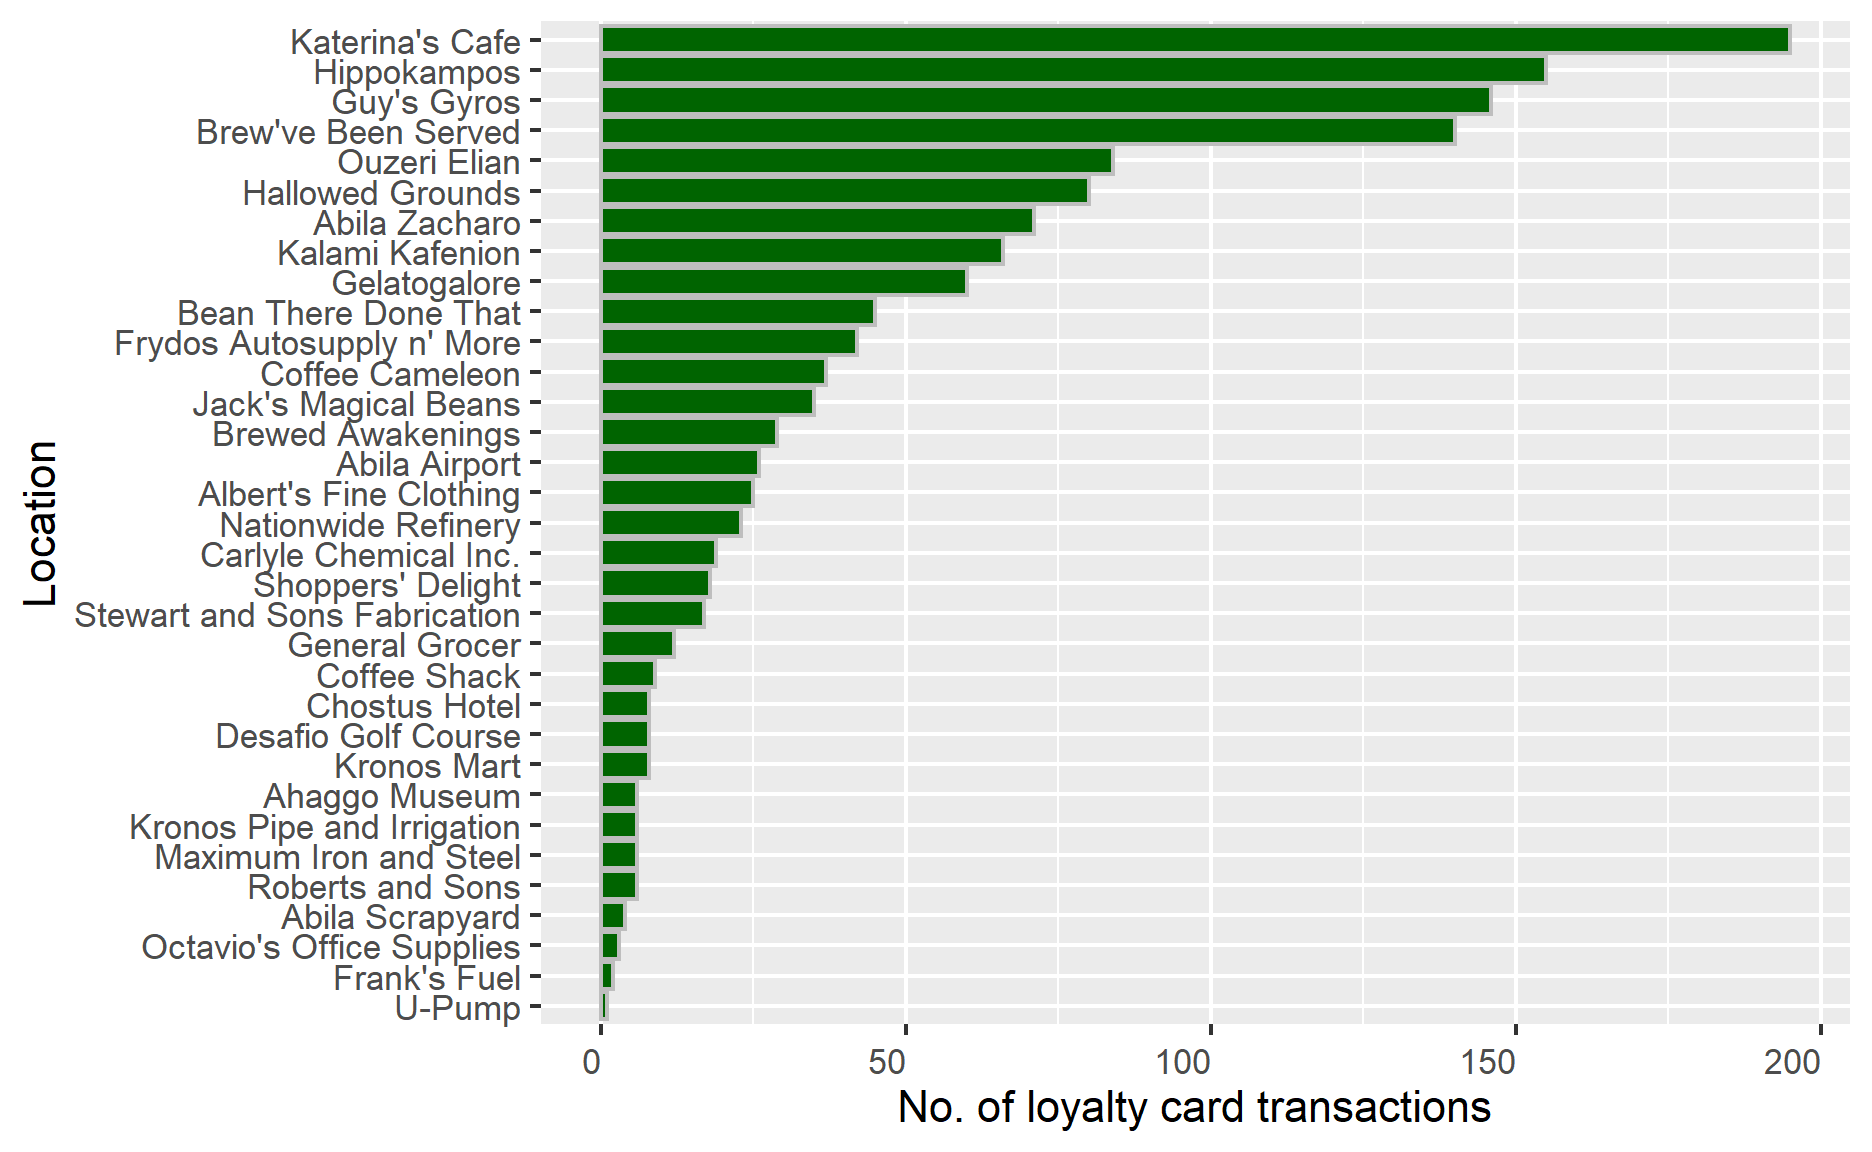 Katerina's Cafe
Hippokampos
Guy's Gyros
Brew've Been Served
Ouzeri Elian
Hallowed Grounds
Abila Zacharo
Kalami Kafenion
Gelatogalore
Bean There Done That
Frydos Autosupply n' More
Coffee Cameleon
Jack's Magical Beans
Brewed Awakenings
Abila Airport
Albert's Fine Clothing
Nationwide Refinery
Carlyle Chemical Inc.
Shoppers' Delight
Stewart and Sons Fabrication
General Grocer
Coffee Shack
Chostus Hotel
Desafio Golf Course
Kronos Mart
Ahaggo Museum
Kronos Pipe and Irrigation
Maximum Iron and Steel
Roberts and Sons
Abila Scrapyard
Octavio's Office Supplies
Frank's Fuel
U-Pump
Location
0 50 100 150 200
No. of loyalty card transactions